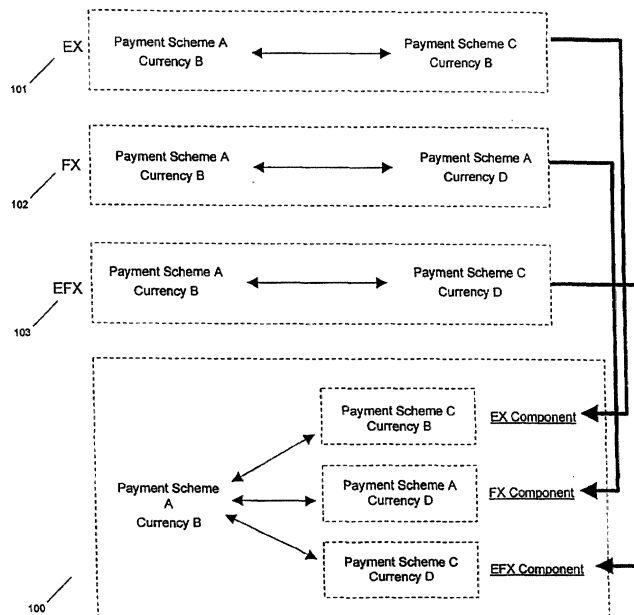 EX
101
Payment Scheme A
Currency B
Payment Scheme C
Currency B
FX
102
Payment Scheme A
Currency B
Payment Scheme A
Currency D
EFX
103
Payment Scheme A
Currency B
Payment Scheme C
Currency D
Payment Scheme
A
Currency B
Payment Scheme C
Currency B
EX Component
Payment Scheme A
Currency D
FX Component
Payment Scheme C
Currency D
EFX Component
100